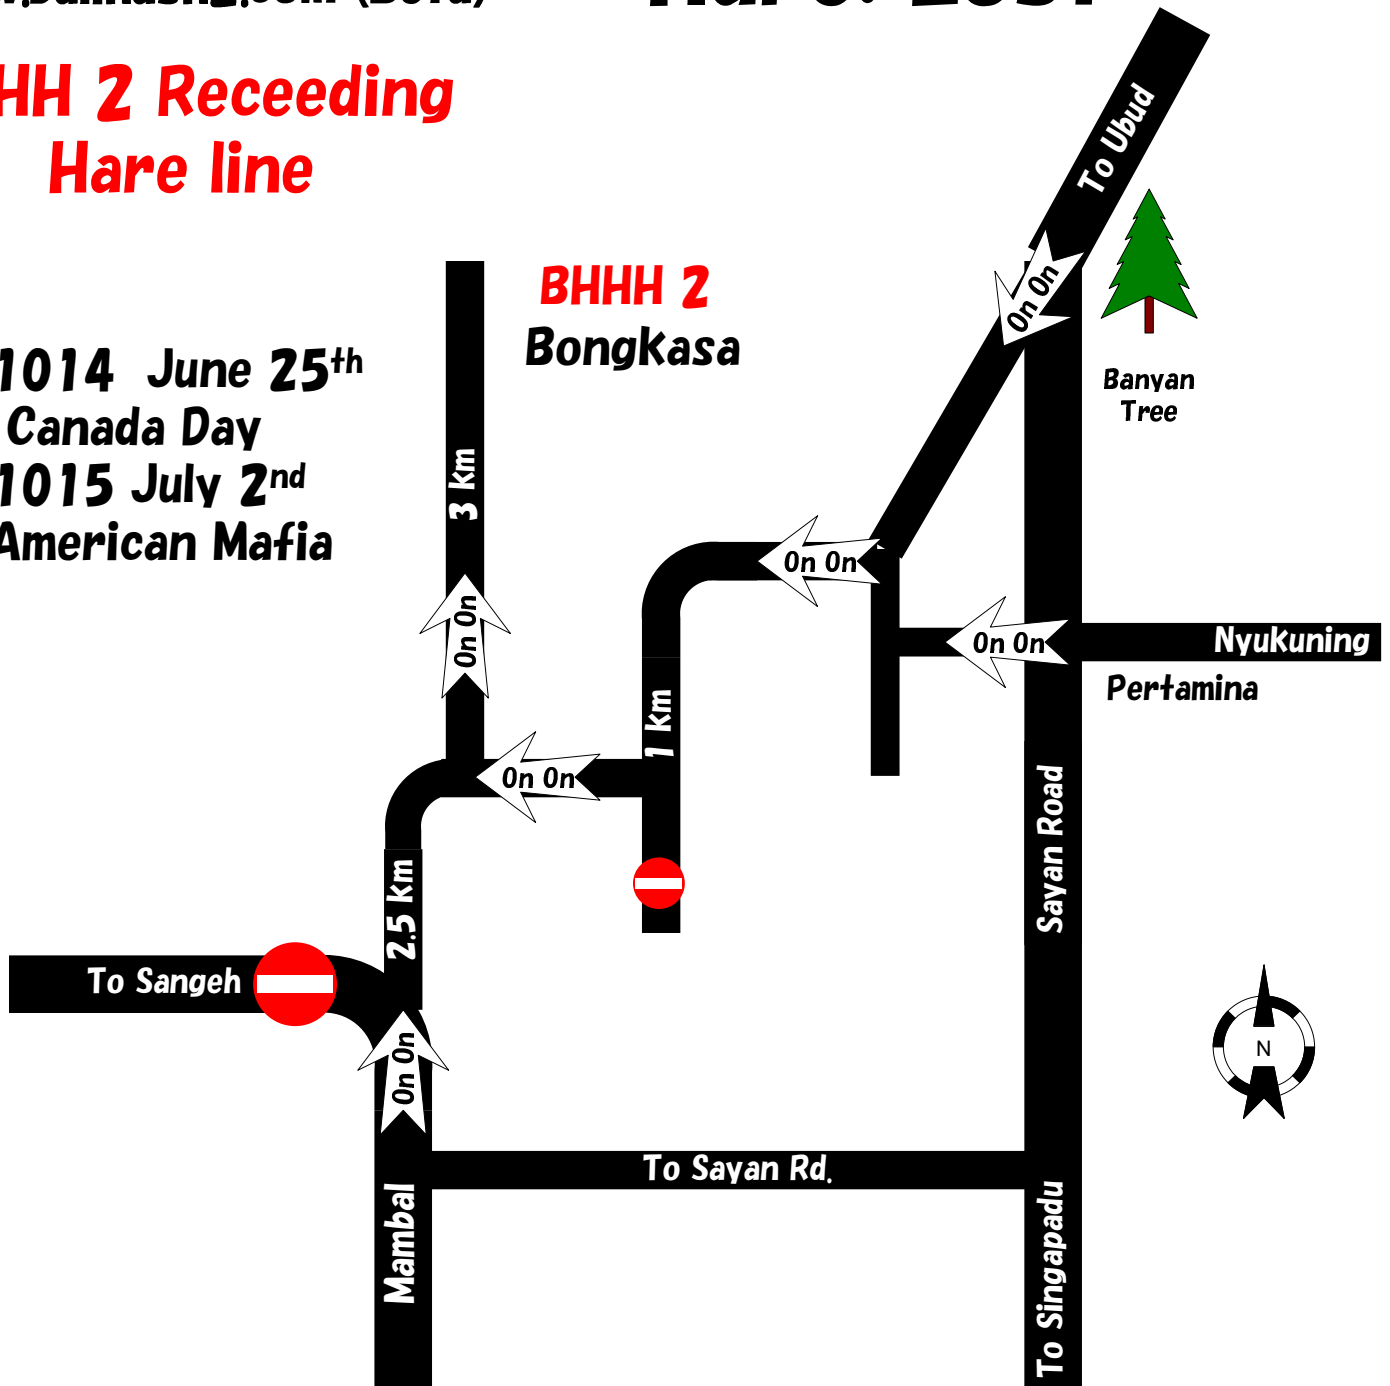 HH 2 Receeding
Hare line
To Ubud
BHHH 2
Bongkasa
On On
Banyan
Tree
1014 June 25th
Canada Day
1015 July 2nd
American Mafia
3 km
On On
On On
On On
Nyukuning
Pertamina
1 km
On On
Sayan Road
2.5 km
To Sangeh
On On
N
To Sayan Rd.
Mambal
To Singapadu